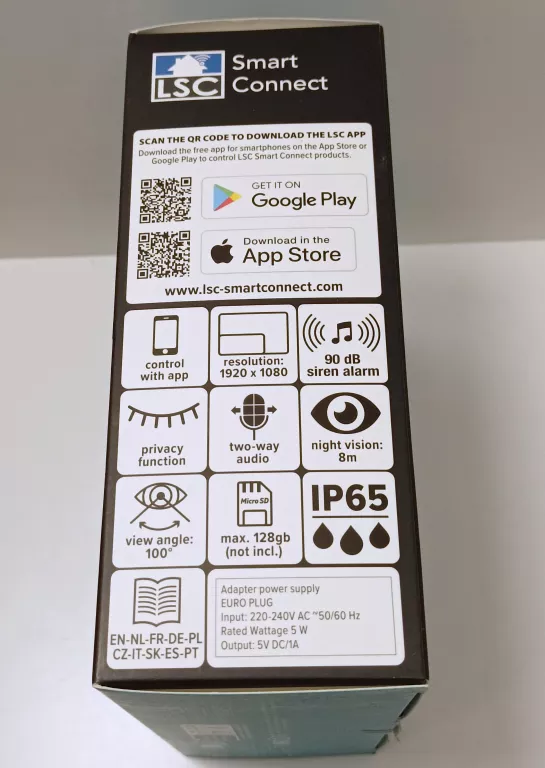 LSC
Smart
Connect
SCAN THE QR CODE TO DOWNLOAD THE LSC APP
Download the free app for smartphones on the App Store or
Google Play to control LSC Smart Connect products.
GET IT ON
Google Play
Download in the
App Store
www.lsc-smartconnect.com
control
with app
resolution:
1920 x 1080
90 dB
siren alarm
privacy
function
two-way
audio
night vision:
8m
view angle:
100°
Micro SD
max. 128gb
(not incl.)
IP65
EN-NL-FR-DE-PL
CZ-IT-SK-ES-PT
Adapter power supply
EURO PLUG
Input: 220-240V AC ~50/60 Hz
Rated Wattage 5 W
Output: 5V DC/1A